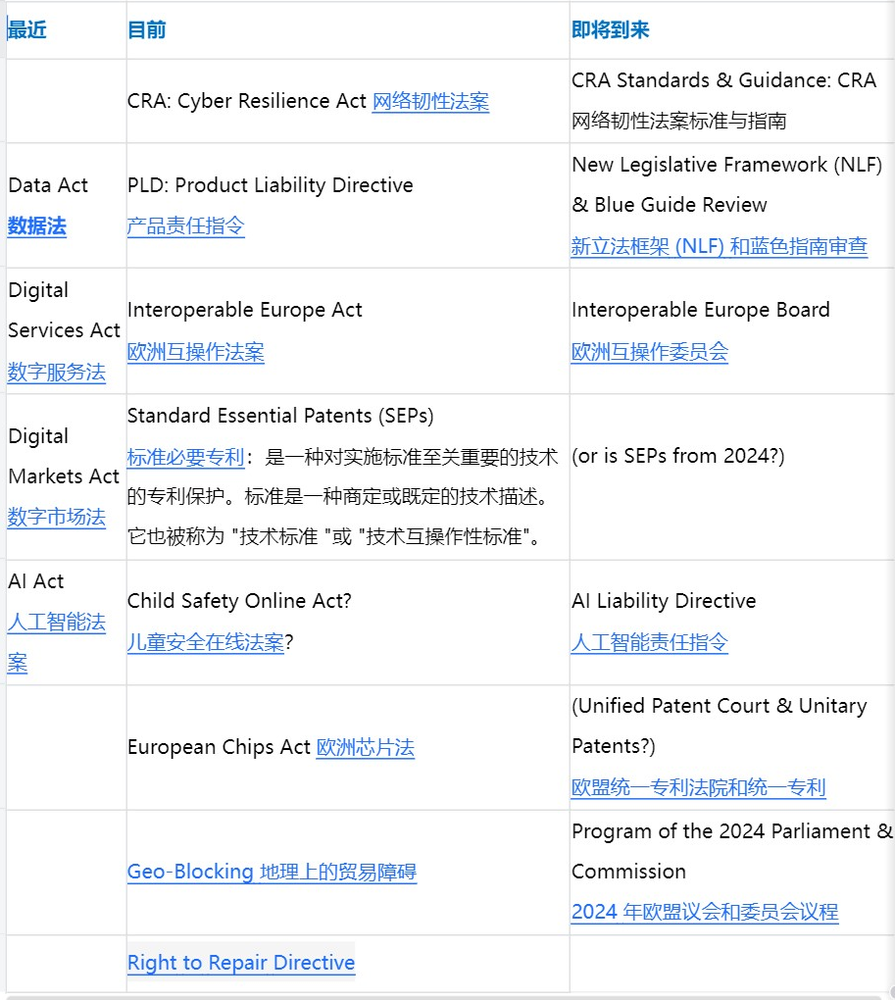 最近 目前 即将到来
CRA: Cyber Resilience Act 网络韧性法案
CRA Standards & Guidance: CRA
网络韧性法案标准与指南
Data Act
数据法
PLD: Product Liability Directive
产品责任指令
New Legislative Framework (NLF)
& Blue Guide Review
新立法框架 (NLF) 和蓝色指南审查
Digital
Services Act
数字服务法
Interoperable Europe Act
欧洲互操作法案
Interoperable Europe Board
欧洲互操作委员会
Digital
Markets Act
数字市场法
Standard Essential Patents (SEPs)
标准必要专利：是一种对实施标准至关重要的技术
的专利保护。标准是一种商定或既定的技术描述。
它也被称为 "技术标准 "或 "技术互操作性标准"。
(or is SEPs from 2024?)
AI Act
人工智能法
案
Child Safety Online Act?
儿童安全在线法案?
AI Liability Directive
人工智能责任指令
European Chips Act 欧洲芯片法
(Unified Patent Court & Unitary
Patents?)
欧盟统一专利法院和统一专利
Geo-Blocking 地理上的贸易障碍
Program of the 2024 Parliament &
Commission
2024 年欧盟议会和委员会议程
Right to Repair Directive